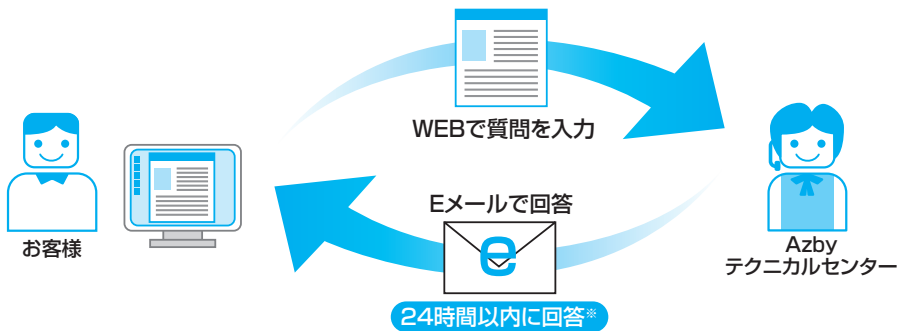 WEBで質問を入力
Eメールで回答
お客様
e
Azby
テクニカルセンター
24時間以内に回答※